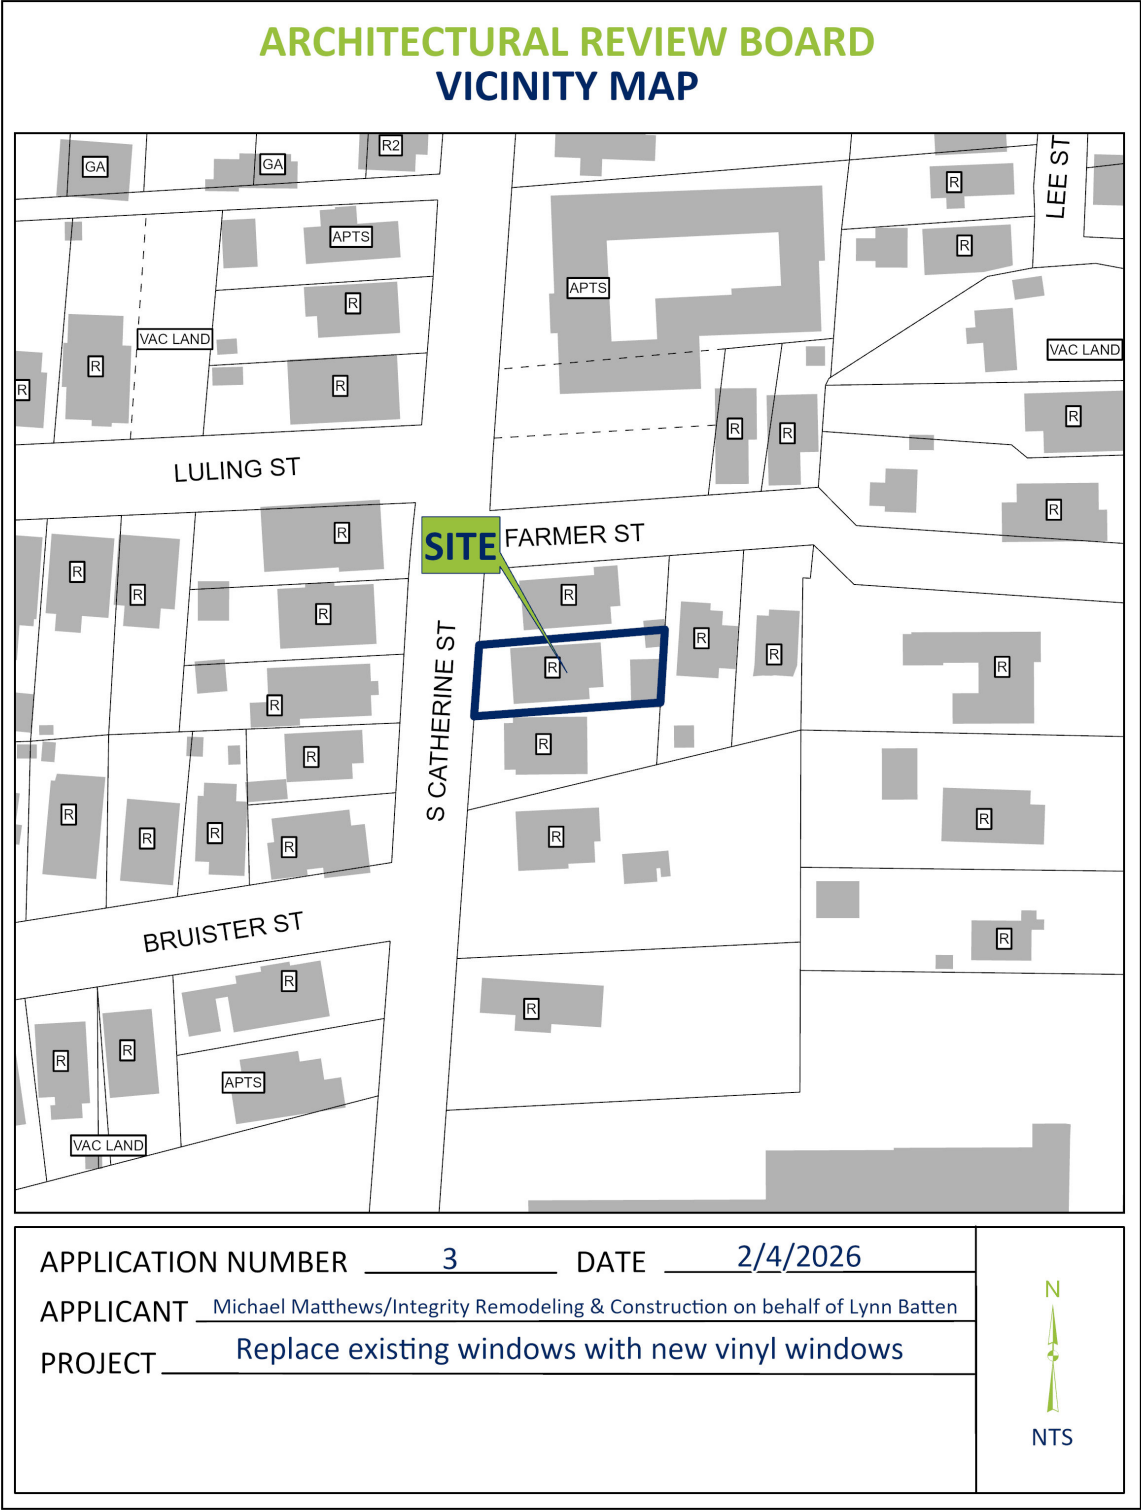 ARCHITECTURAL REVIEW BOARD
VICINITY MAP
GA
GA
R2
LEE ST
R
APTS
R
APTS
R
VAC LAND
VAC LAND
R
R
R
R
R
R
R
LULING ST
R
SITE
FARMER ST
R
R
R
R
R
R
R
R
R
S CATHERINE ST
R
R
R
R
R
R
R
R
R
R
BRUISTER ST
R
R
R
R
R
APTS
VAC LAND
APPLICATION NUMBER 3 DATE 2/4/2026
APPLICANT Michael Matthews/Integrity Remodeling & Construction on behalf of Lynn Batten
PROJECT Replace existing windows with new vinyl windows
N
NTS